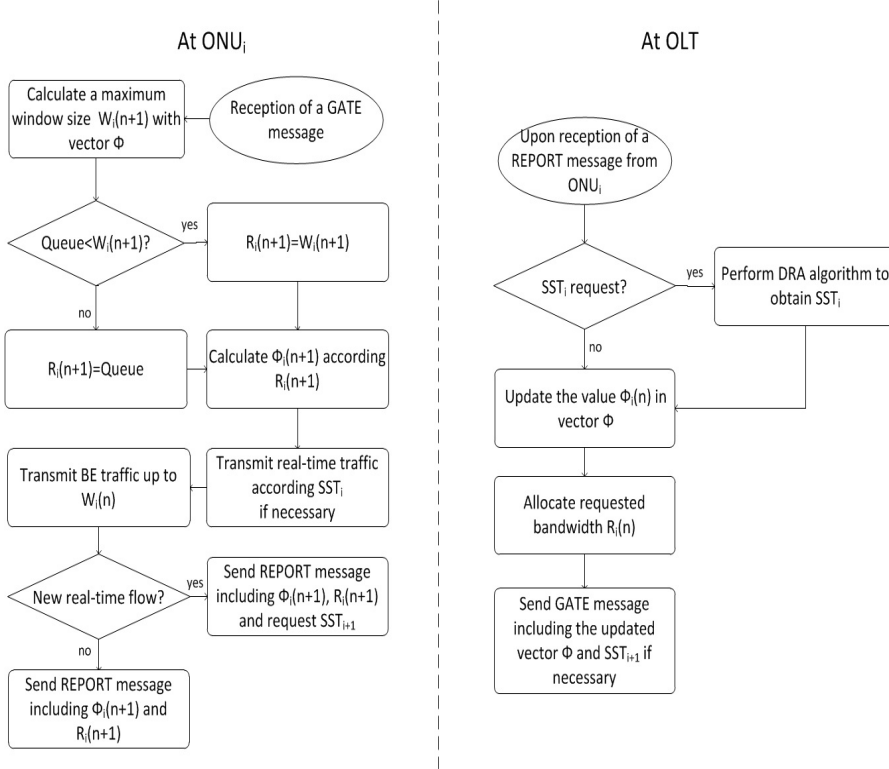 At ONUi
Calculate a maximum
window size Wi(n+1) with
vector Φ
Reception of a GATE
message
Queue<Wi(n+1)?
yes
Ri(n+1)=Wi(n+1)
no
Ri(n+1)=Queue
Calculate Φi(n+1) according
Ri(n+1)
Transmit BE traffic up to
Wi(n)
Transmit real-time traffic
according SSTi
if necessary
New real-time flow?
yes
Send REPORT message
including Φi(n+1), Ri(n+1)
and request SSTi+1
no
Send REPORT message
including Φi(n+1) and
Ri(n+1)
At OLT
Upon reception of a
REPORT message from
ONUi
SSTi request?
yes
Perform DRA algorithm to
obtain SSTi
no
Update the value Φi(n) in
vector Φ
Allocate requested
bandwidth Ri(n)
Send GATE message
including the updated
vector Φ and SSTi+1 if
necessary